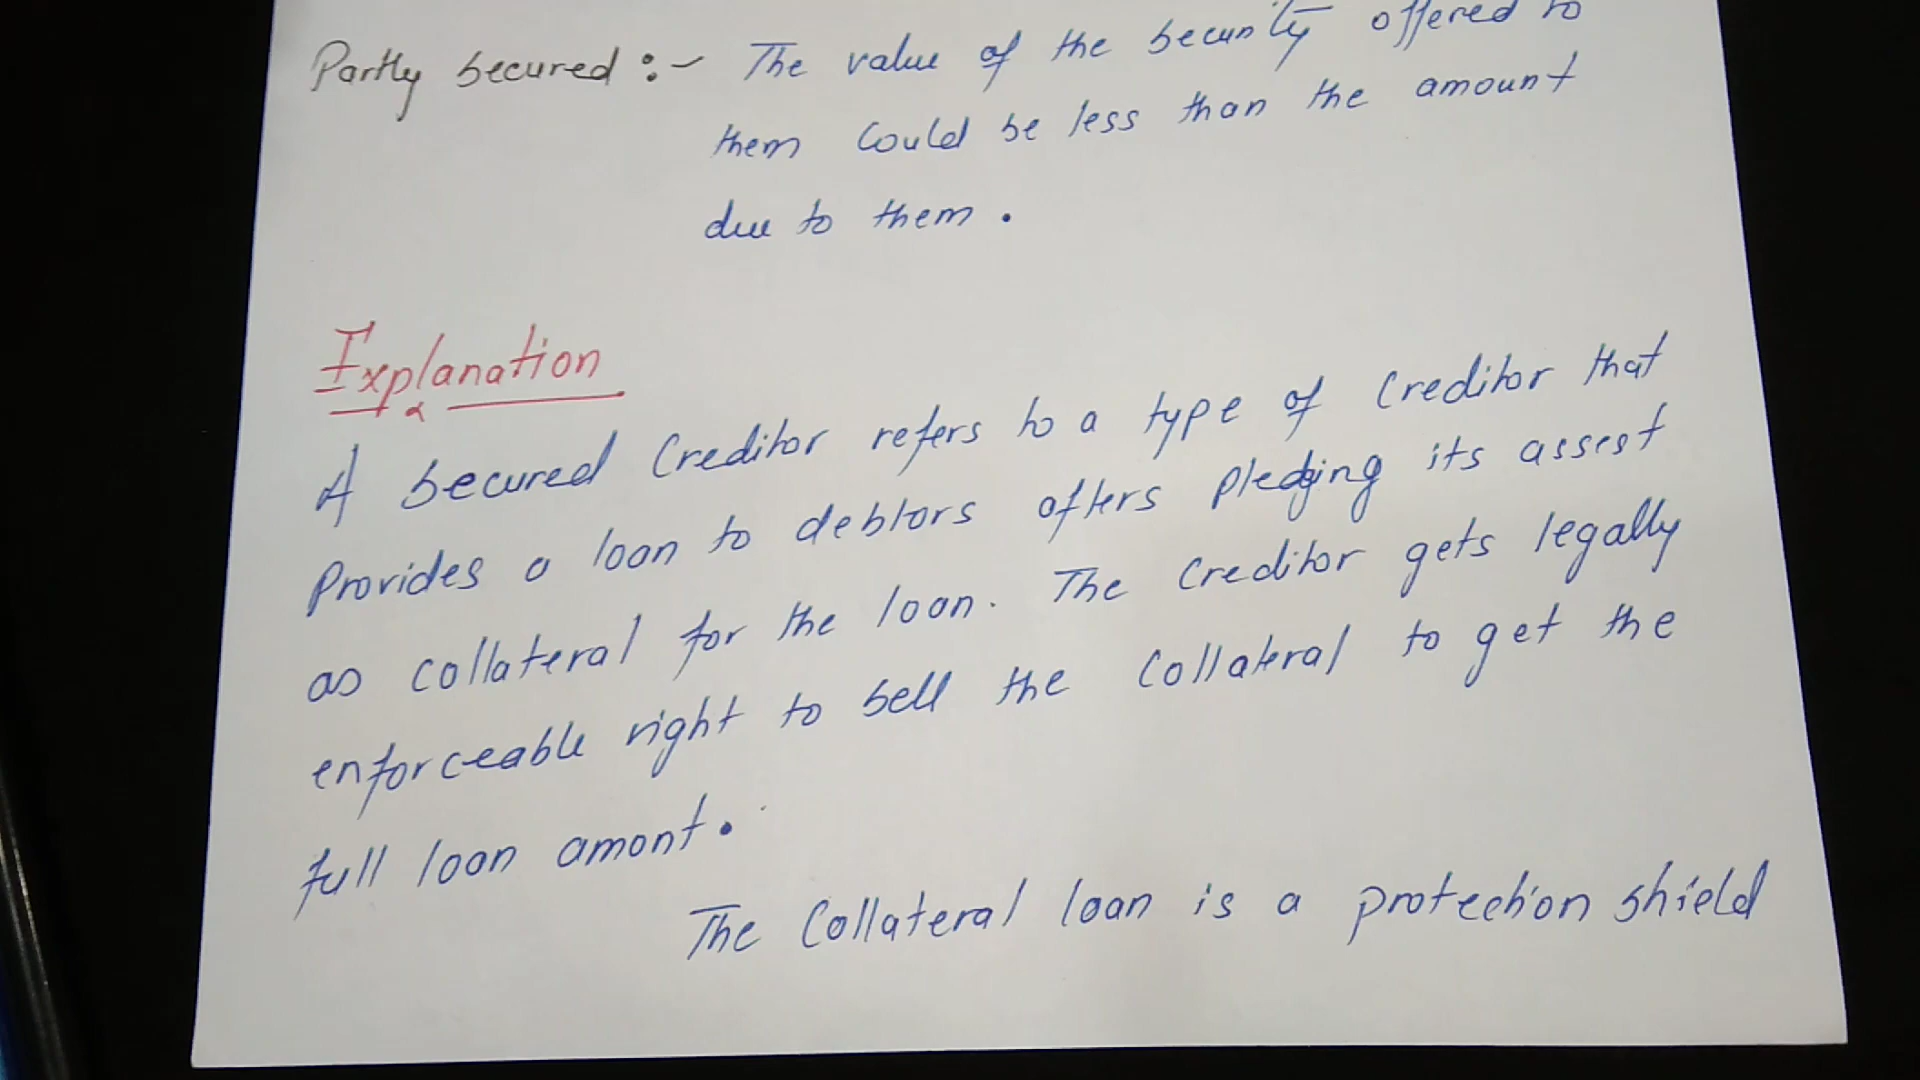 Partly secured :- The value of the security offered to
them could be less than the amount
due to them .
Explanation
A secured Creditor refers to a type of Creditor that
Provides a loan to debtors afters pledging its assest
as collateral for the loan. The Creditor gets legally
enforceable right to sell the Collateral to get the
full loan amont.
The Collateral loan is a protection shield